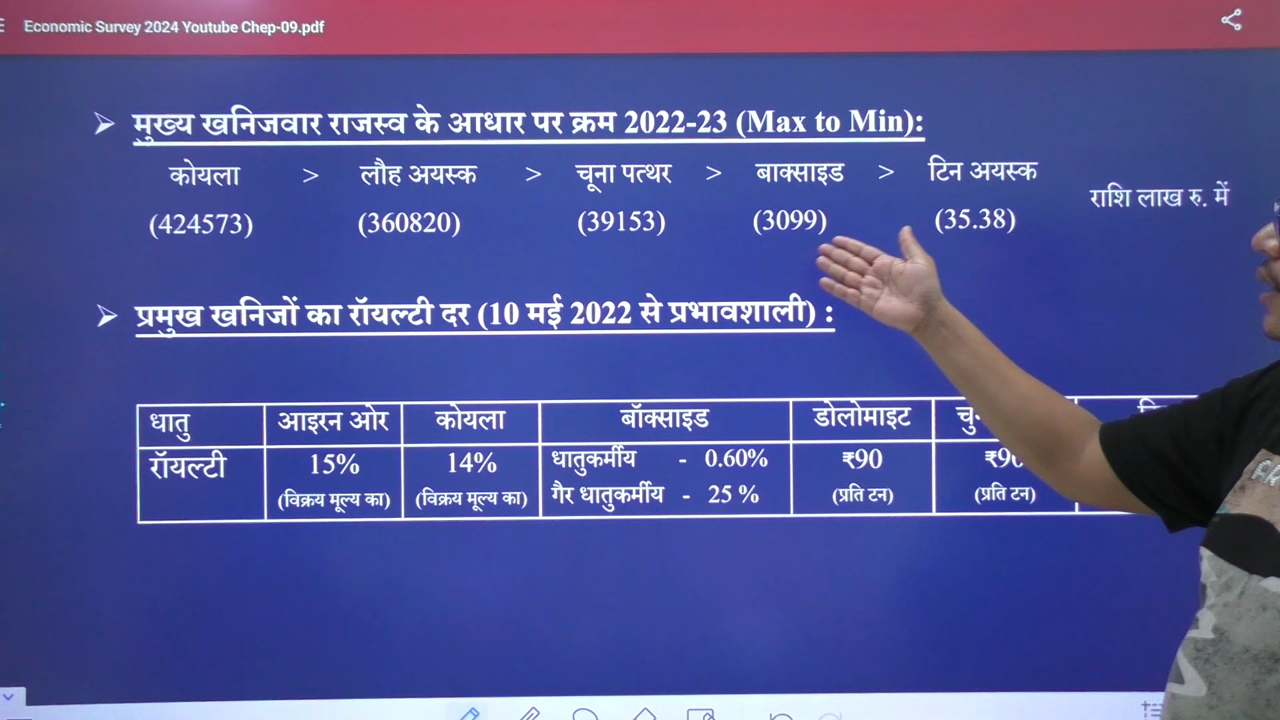 Economic Survey 2024 Youtube Chep-09.pdf
➢ मुख्य खनिजवार राजस्व के आधार पर क्रम 2022-23 (Max to Min):
कोयला > लौह अयस्क > चूना पत्थर > बाक्साइड > टिन अयस्क
(424573) (360820) (39153) (3099) (35.38)
राशि लाख रु. में
➢ प्रमुख खनिजों का रॉयल्टी दर (10 मई 2022 से प्रभावशाली) :
धातु आइरन ओर कोयला बॉक्साइड डोलोमाइट
रॉयल्टी 15% 14% धातुकर्मीय - 0.60% ₹90
(विक्रय मूल्य का) (विक्रय मूल्य का) गैर धातुकर्मीय - 25 % (प्रति टन) (प्रति टन)